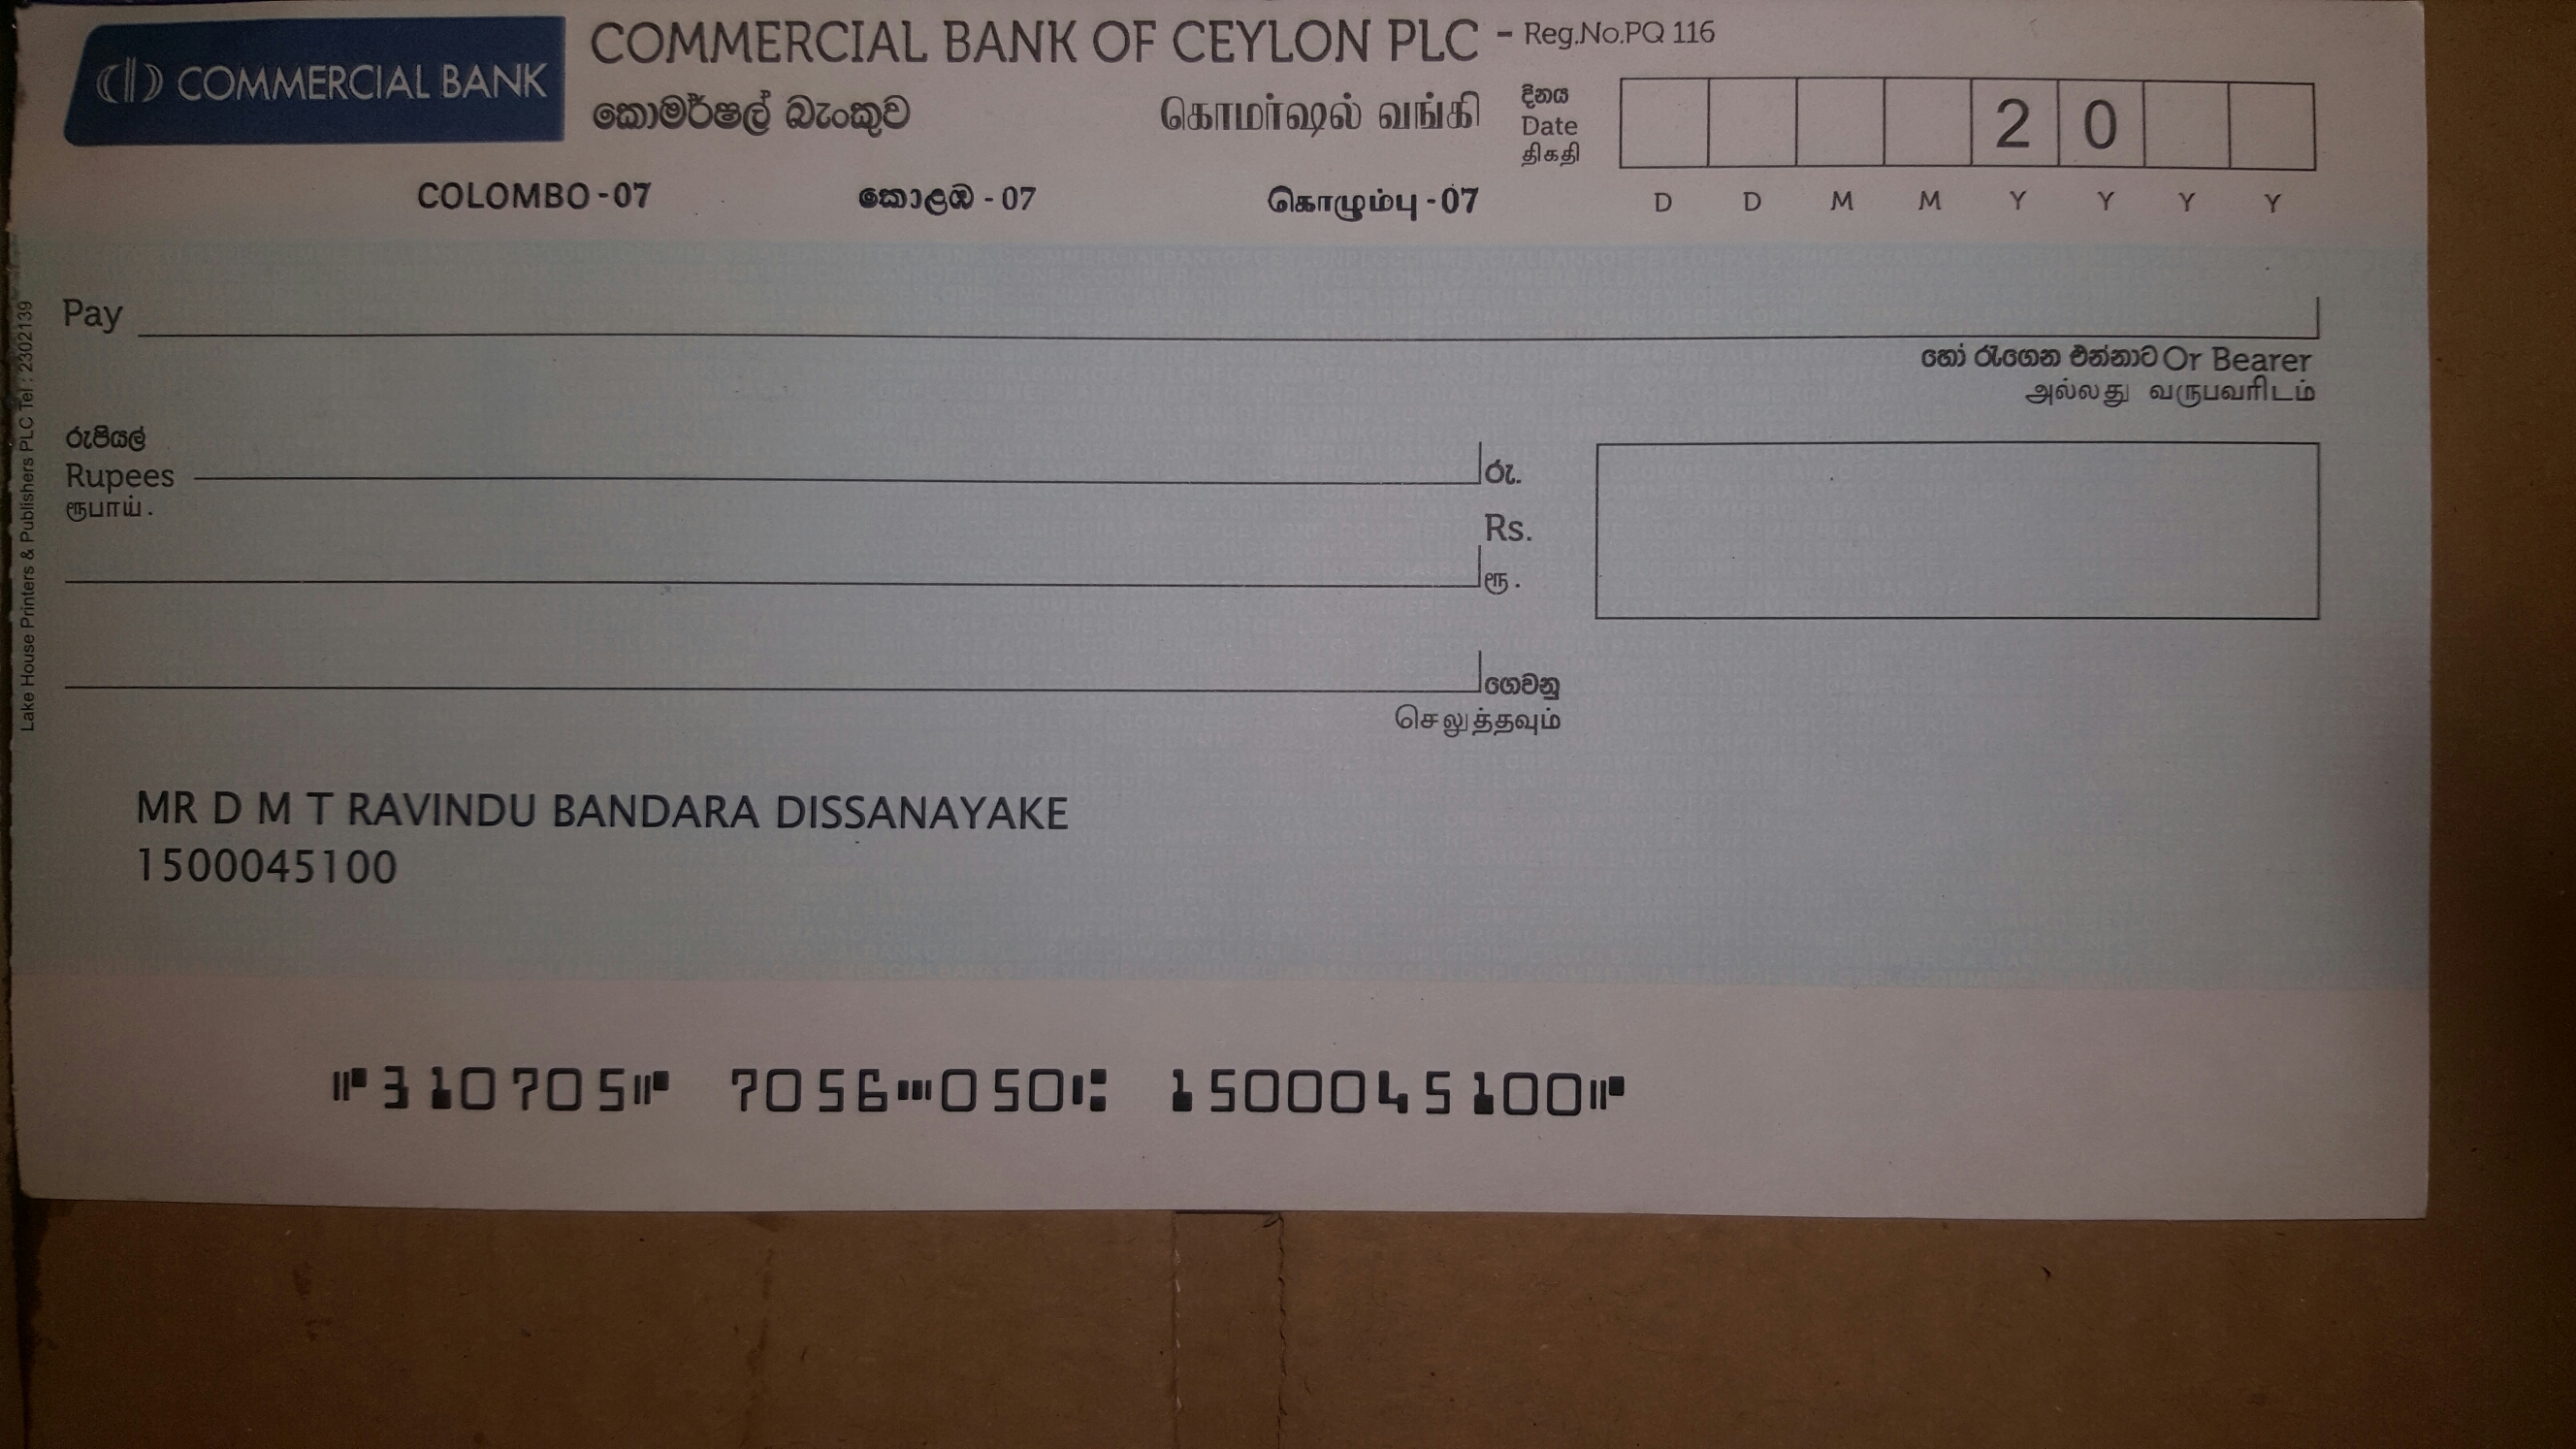 COMMERCIAL BANK
COMMERCIAL BANK OF CEYLON PLC - Reg.No.PQ 116
කොමර්ෂල් බැංකුව
கொமர்ஷல் வங்கி
COLOMBO - 07
කොළඹ - 07
கொழும்பு - 07
දිනය
Date
திகதி
2 0
D D M M Y Y Y Y
Pay
හෝ රැගෙන එන්නාට Or Bearer
அல்லது வருபவரிடம்
රුපියල්
Rupees
ரூபாய்.
රු.
Rs.
ரூ.
ගෙවනු
செலுத்தவும்
MR D M T RAVINDU BANDARA DISSANAYAKE
1500045100
⑈310705⑈ 7056⑉050⑆ 1500045100⑈
Lake House Printers & Publishers PLC Tel : 2302139